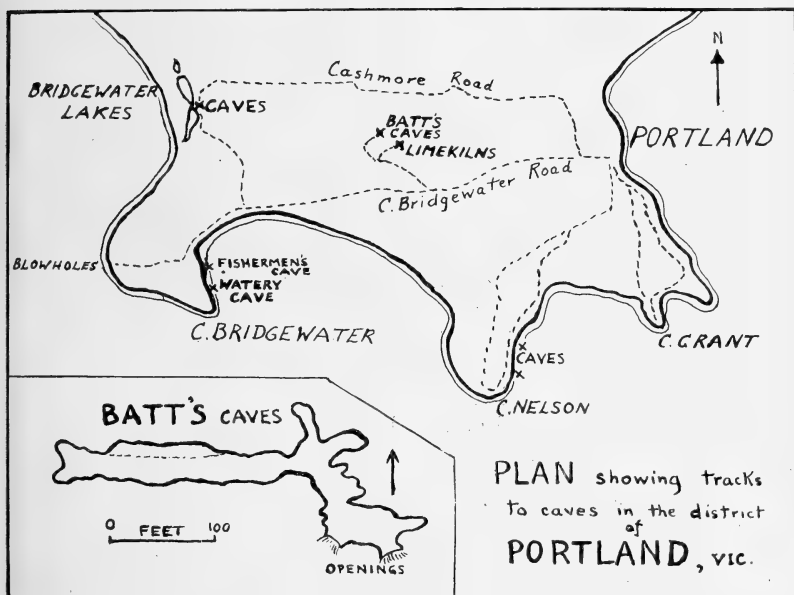 N
BRIDGEWATER
LAKES
CAVES
Cashmore Road
BATT'S
CAVES
LIMEKILNS
PORTLAND
C. Bridgewater Road
BLOWHOLES
FISHERMEN'S
CAVE
WATERY
CAVE
C. BRIDGEWATER
CAVES
C. GRANT
C. NELSON
BATT'S CAVES
0 FEET 100
OPENINGS
PLAN showing tracks
to caves in the district
of
PORTLAND, VIC.